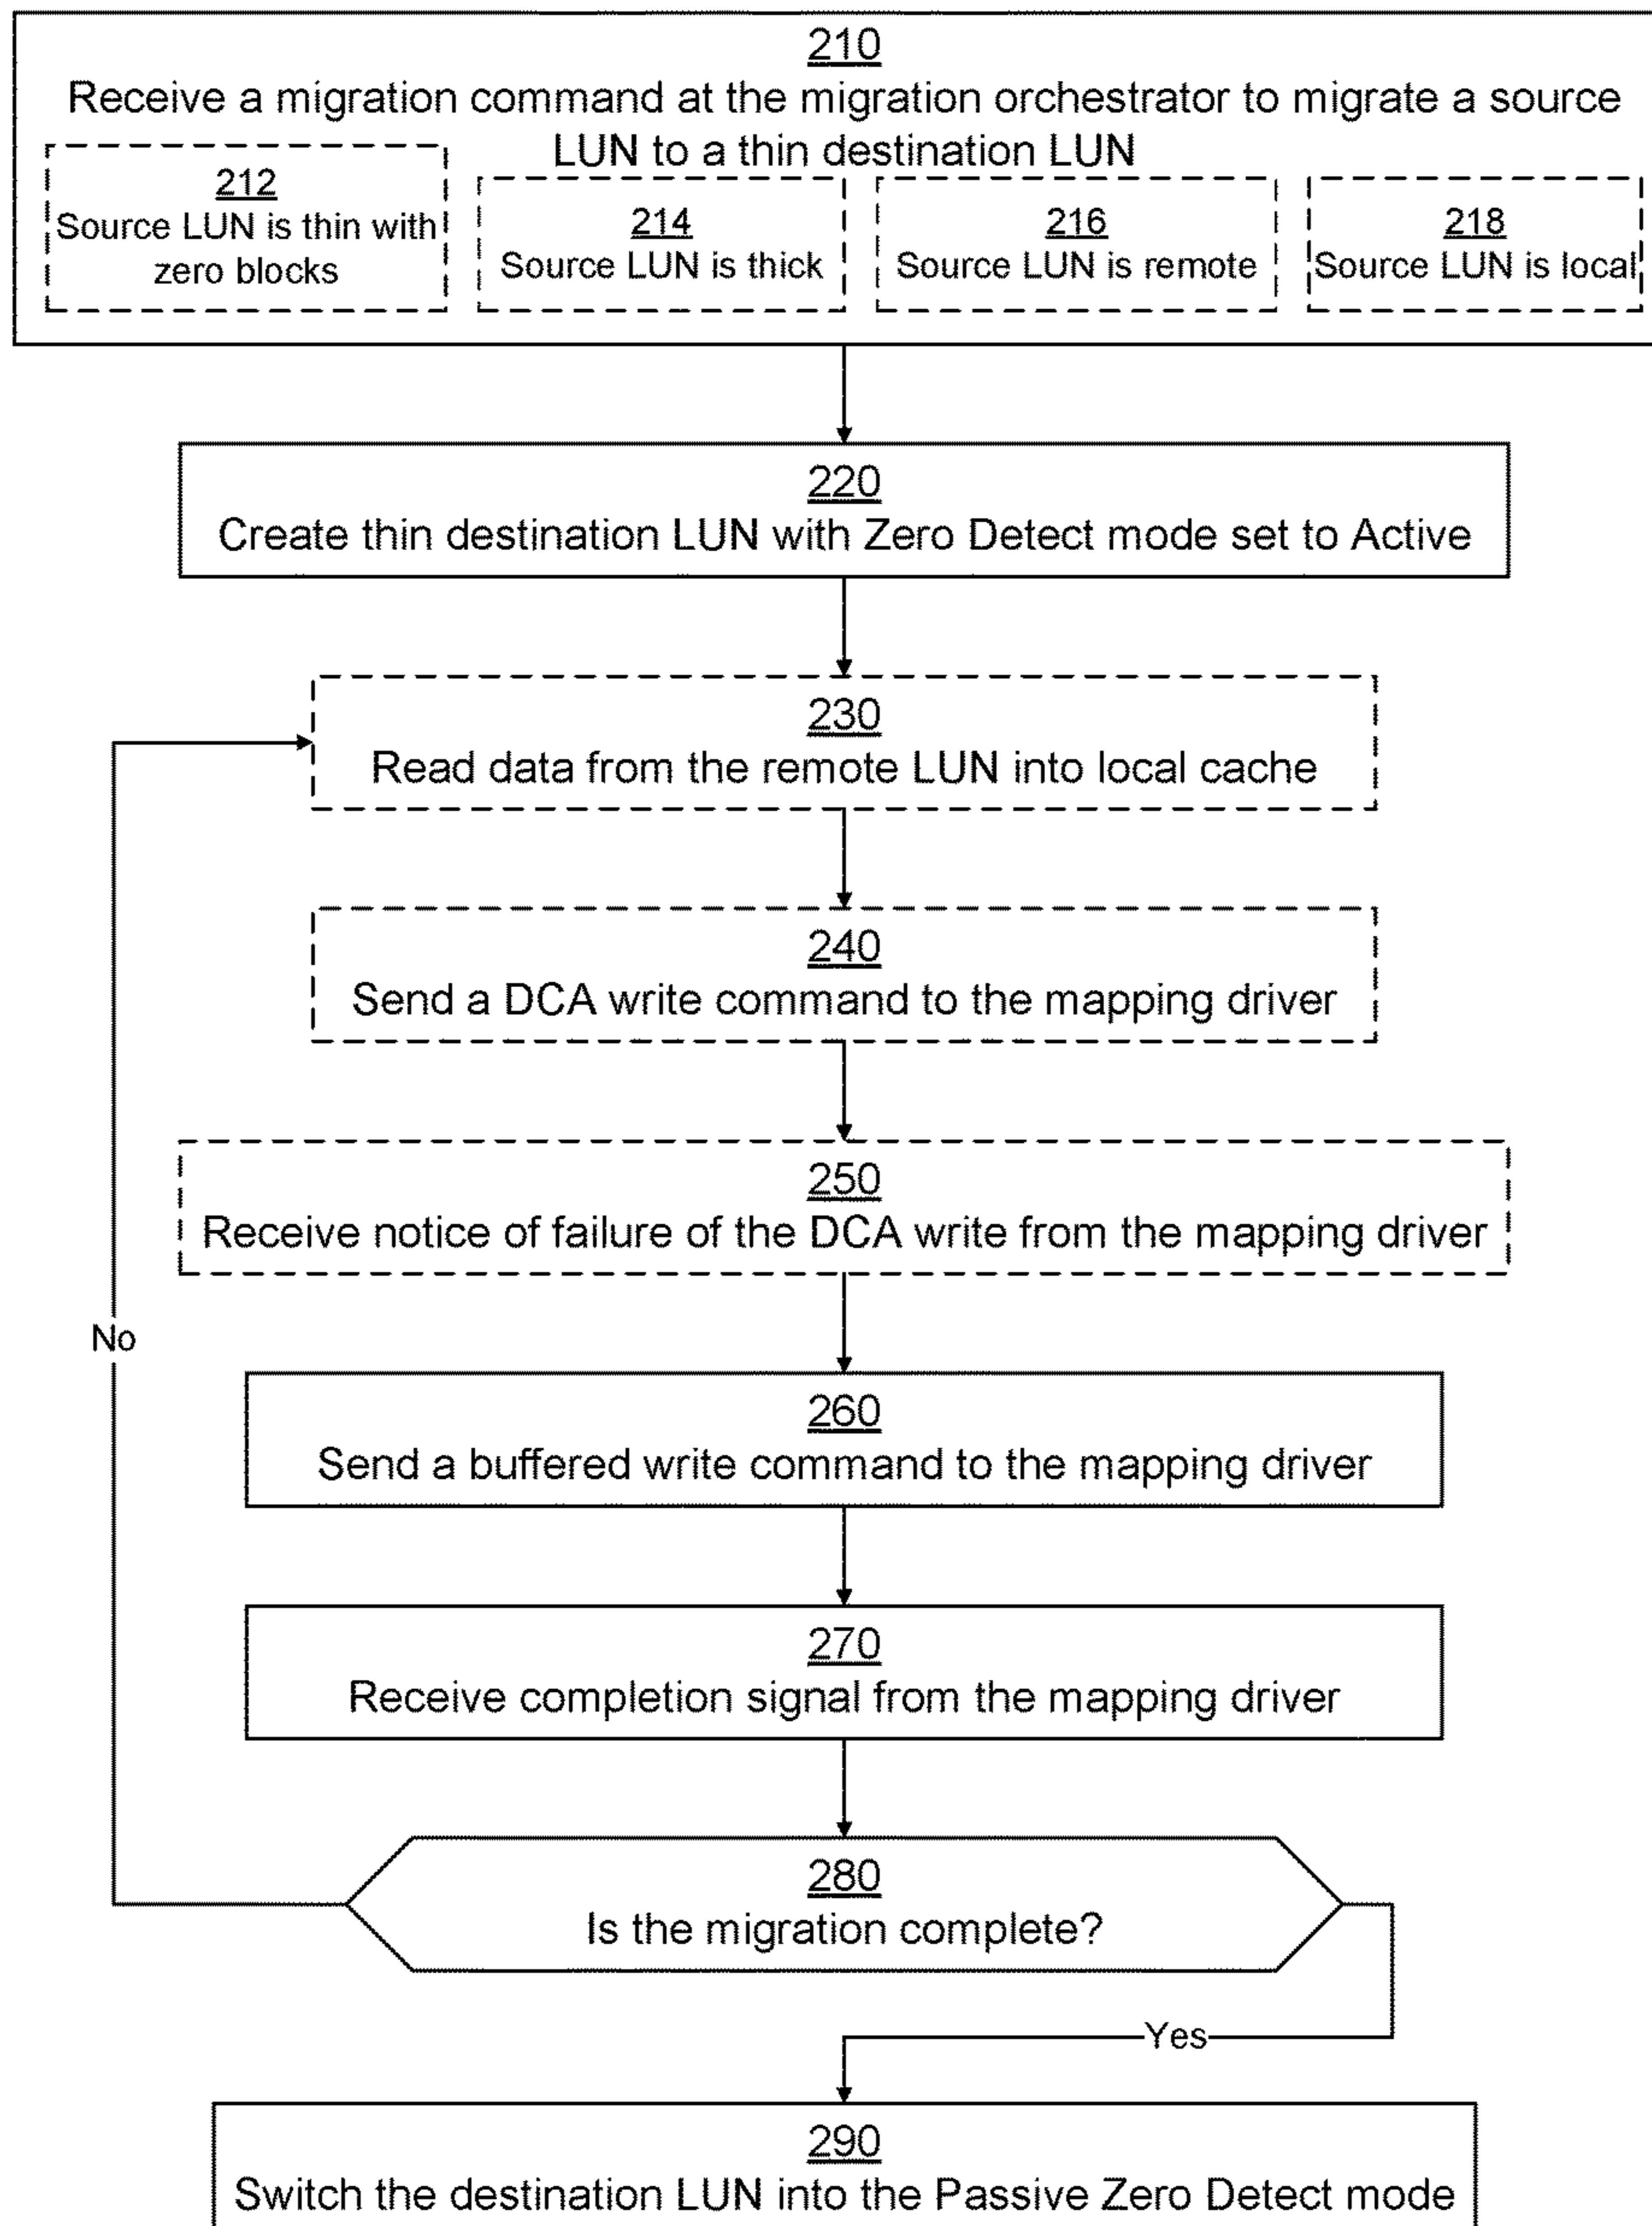 210
Receive a migration command at the migration orchestrator to migrate a source
LUN to a thin destination LUN
212
Source LUN is thin with
zero blocks
214
Source LUN is thick
216
Source LUN is remote
218
Source LUN is local
220
Create thin destination LUN with Zero Detect mode set to Active
230
Read data from the remote LUN into local cache
240
Send a DCA write command to the mapping driver
250
Receive notice of failure of the DCA write from the mapping driver
No
260
Send a buffered write command to the mapping driver
270
Receive completion signal from the mapping driver
280
Is the migration complete?
Yes
290
Switch the destination LUN into the Passive Zero Detect mode